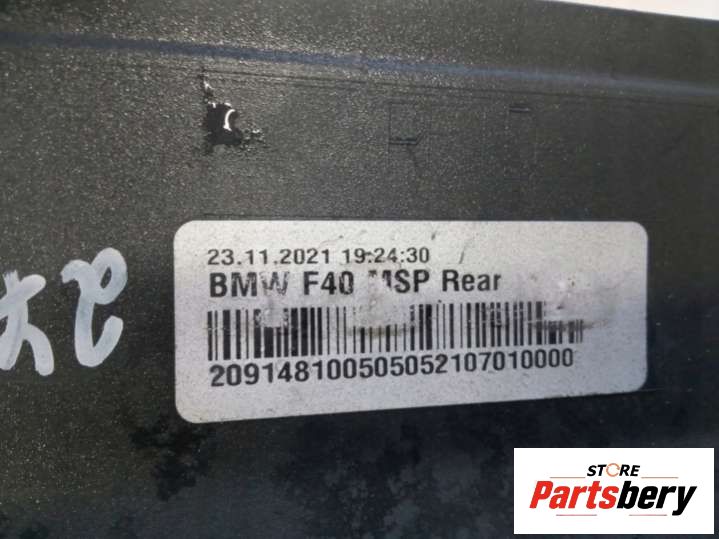 23.11.2021 19:24:30
BMW F40 MSP Rear
209148100505052107010000
STORE
Partsbery